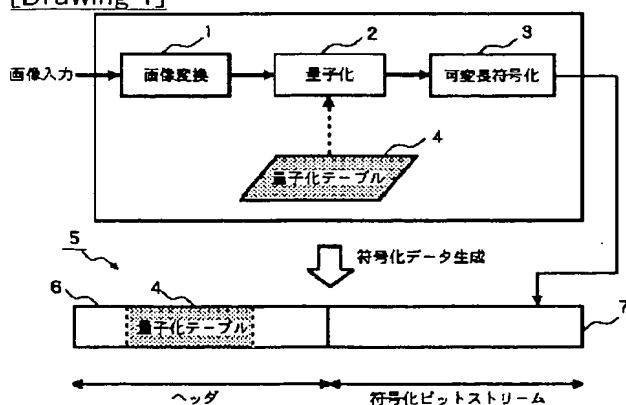 [Drawing 1]
1
2
3
画像入力
画像変換
量子化
可変長符号化
4
量子化テーブル
5
符号化データ生成
6
4
量子化テーブル
7
ヘッダ
符号化ビットストリーム